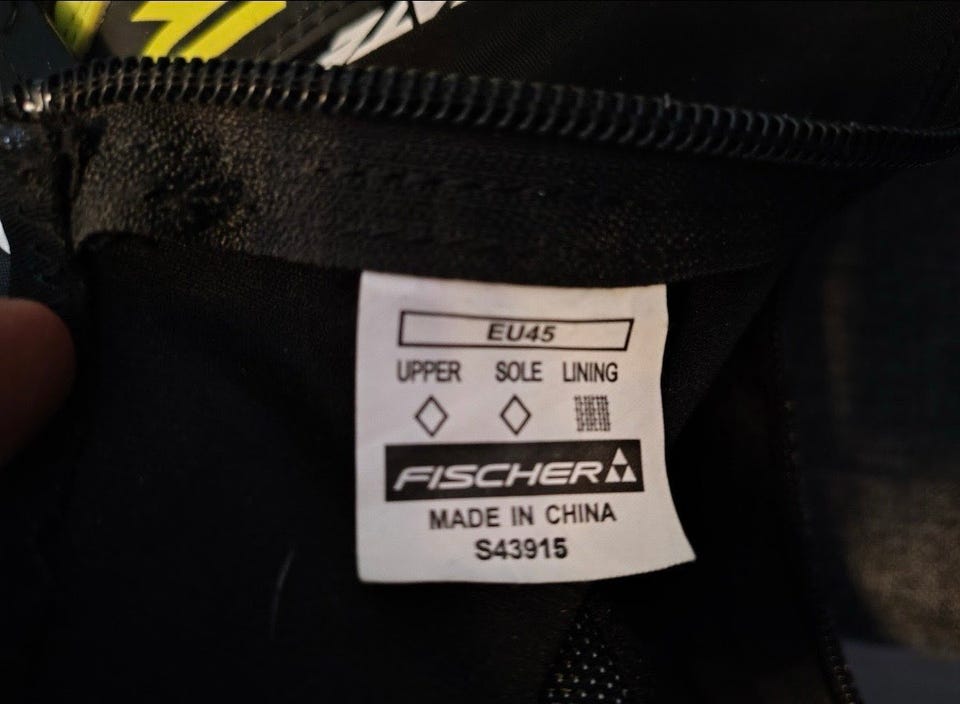 EU45
UPPER SOLE LINING
FISCHER
MADE IN CHINA
S43915